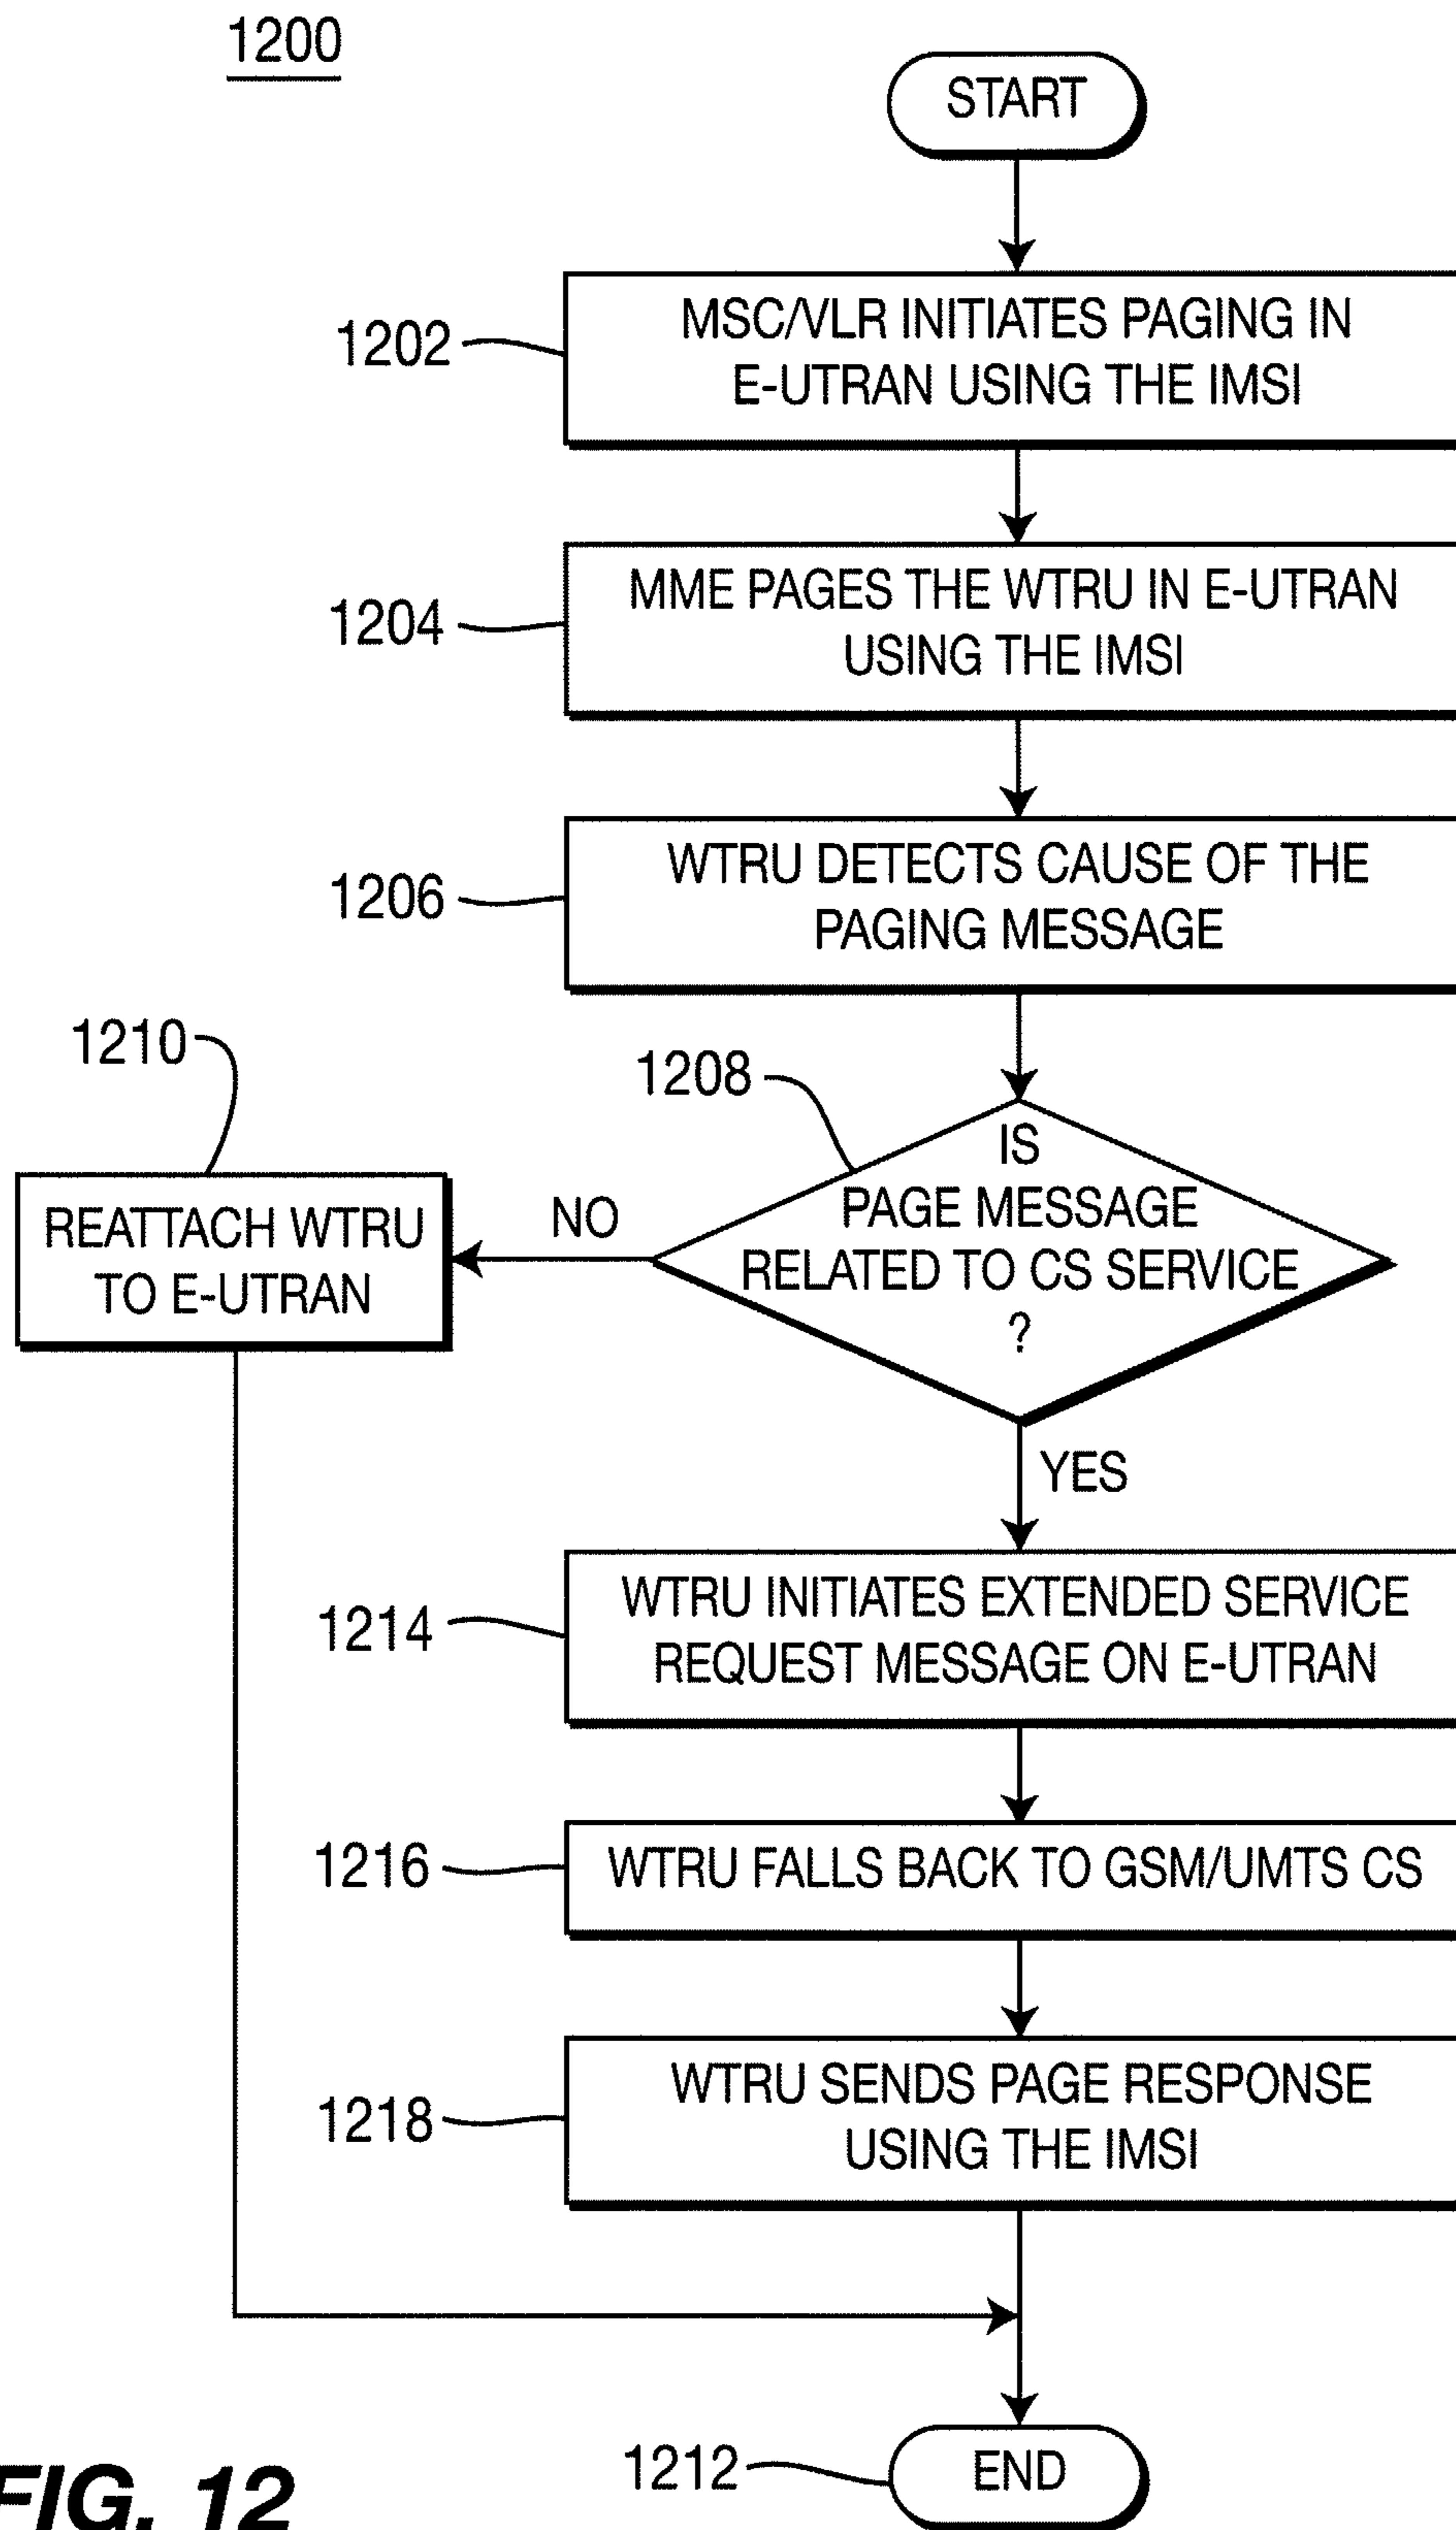 1200
START
1202
MSC/VLR INITIATES PAGING IN
E-UTRAN USING THE IMSI
1204
MME PAGES THE WTRU IN E-UTRAN
USING THE IMSI
1206
WTRU DETECTS CAUSE OF THE
PAGING MESSAGE
1208
IS
PAGE MESSAGE
RELATED TO CS SERVICE
?
NO
1210
REATTACH WTRU
TO E-UTRAN
YES
1214
WTRU INITIATES EXTENDED SERVICE
REQUEST MESSAGE ON E-UTRAN
1216
WTRU FALLS BACK TO GSM/UMTS CS
1218
WTRU SENDS PAGE RESPONSE
USING THE IMSI
1212
END
FIG. 12